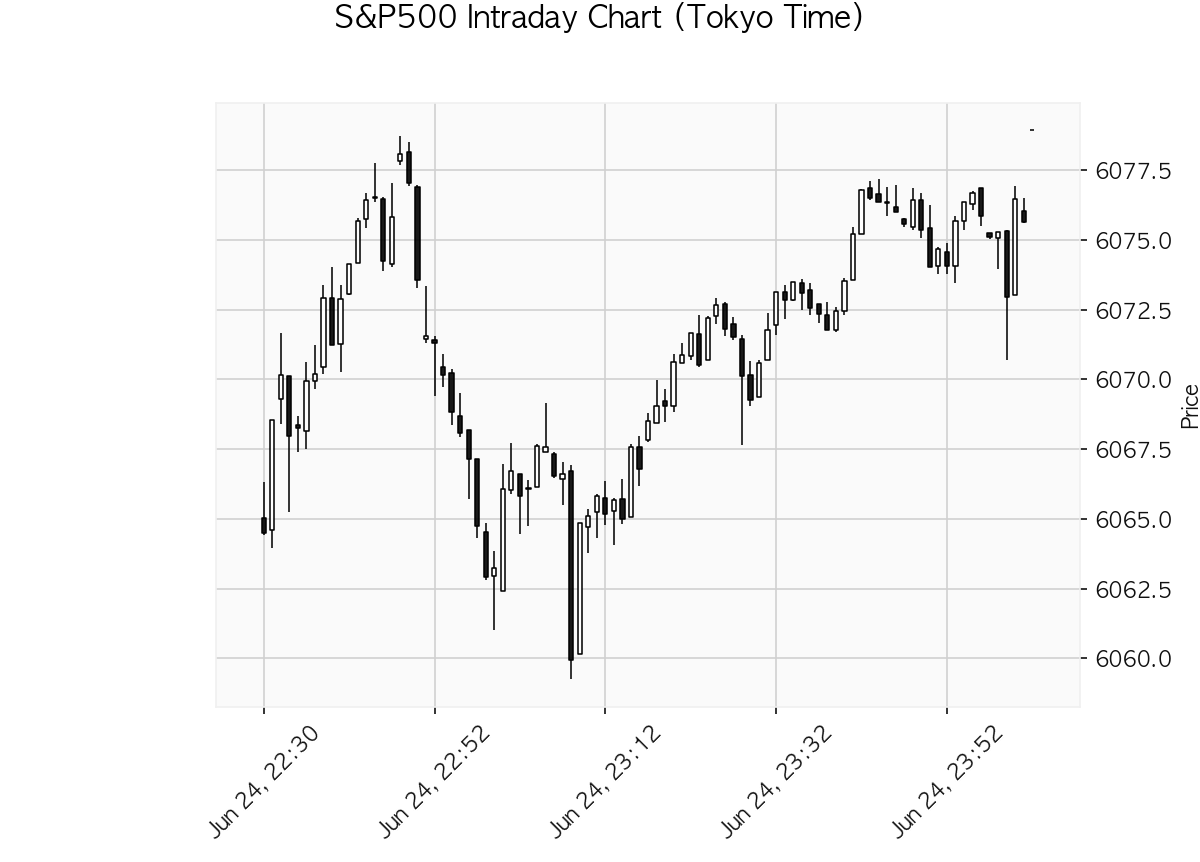 S&P500 Intraday Chart (Tokyo Time)
6077.5
6075.0
6072.5
6070.0
6067.5
6065.0
6062.5
6060.0
Price
Jun 24, 22:30
Jun 24, 22:52
Jun 24, 23:12
Jun 24, 23:32
Jun 24, 23:52